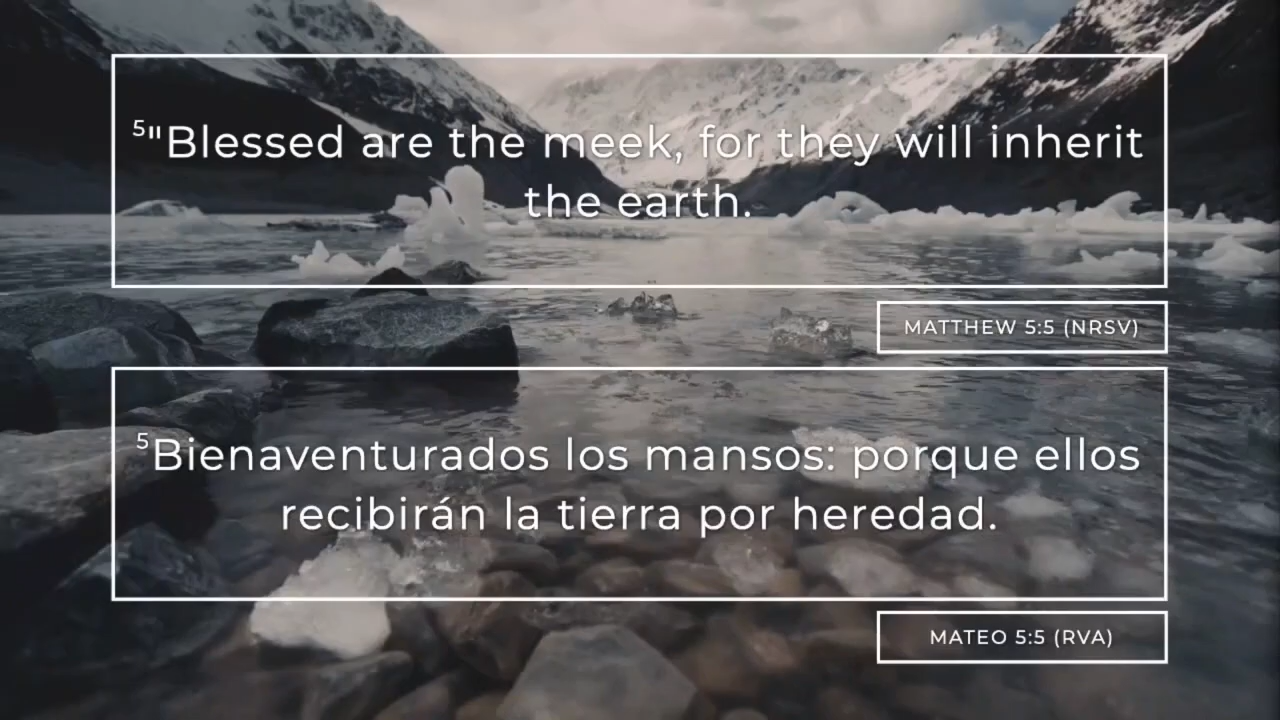 5"Blessed are the meek, for they will inherit
the earth.
MATTHEW 5:5 (NRSV)
5Bienaventurados los mansos: porque ellos
recibirán la tierra por heredad.
MATEO 5:5 (RVA)